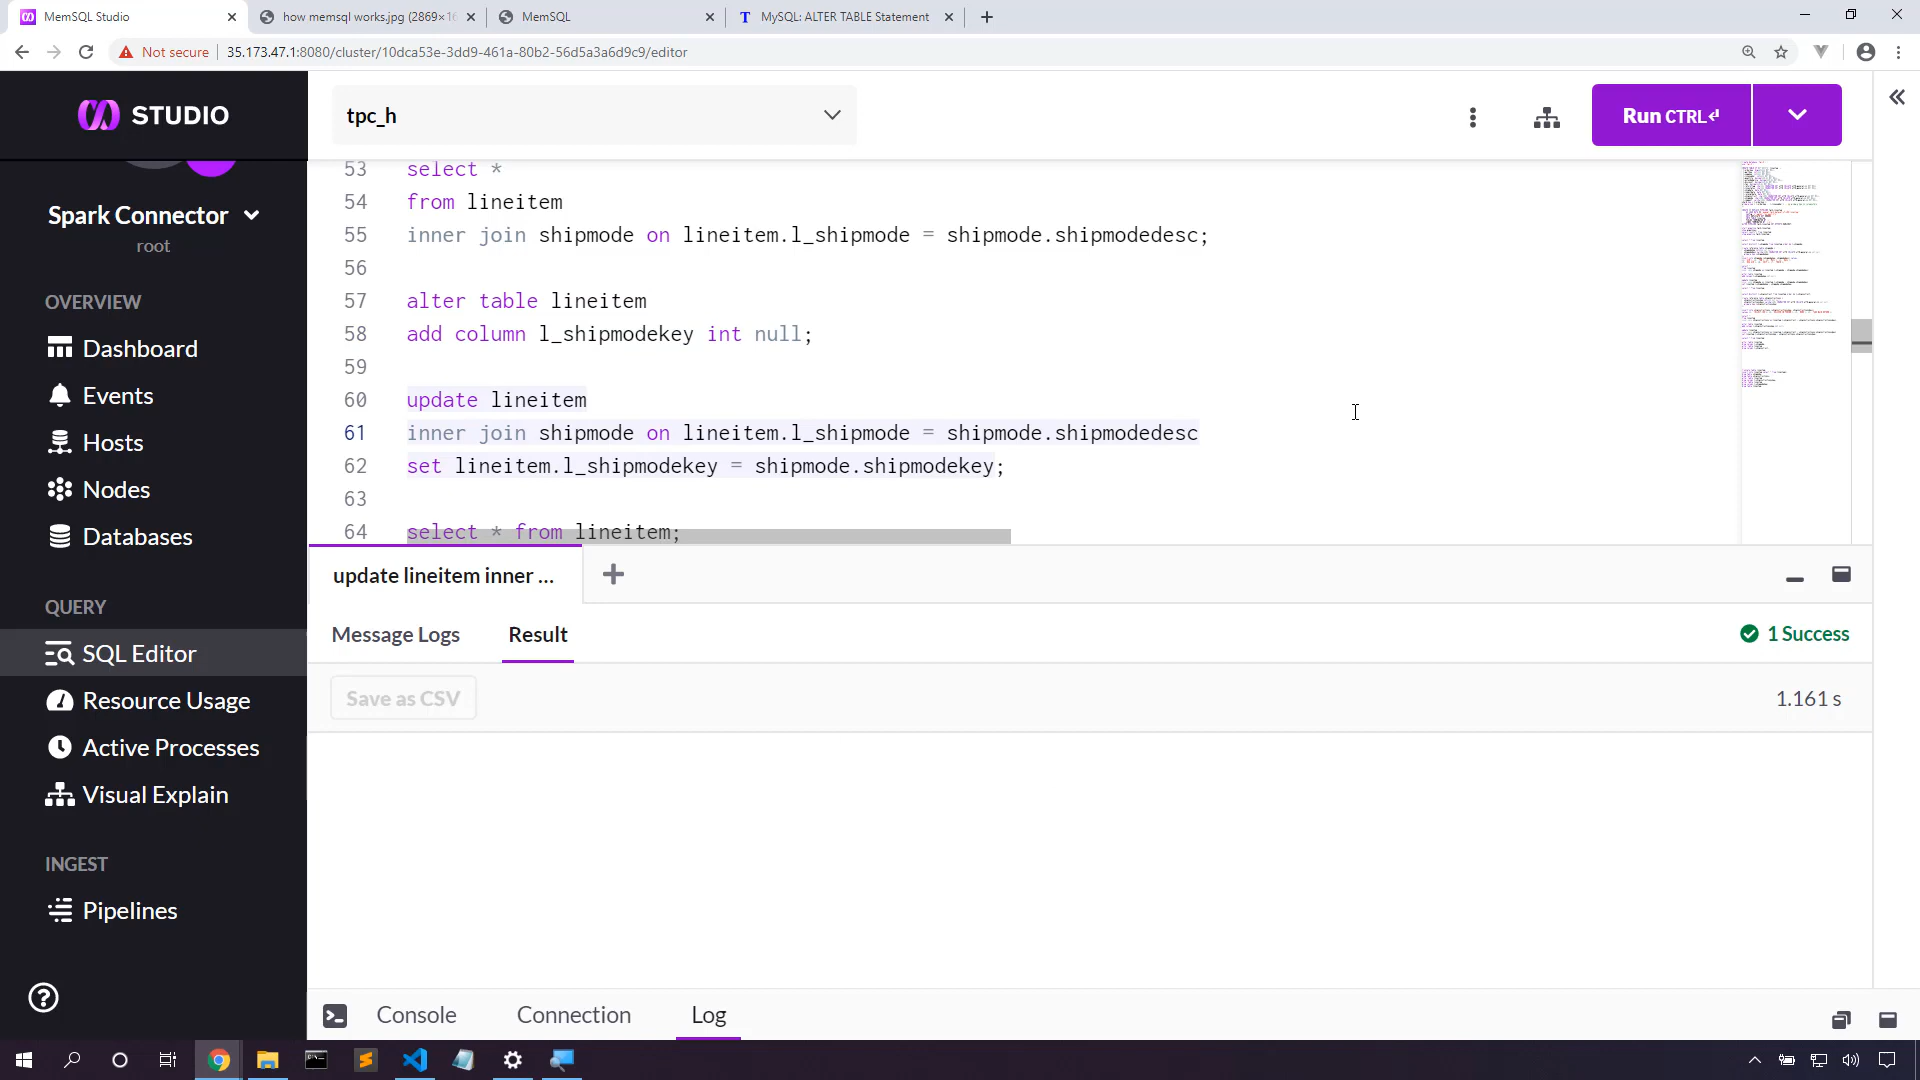 MemSQL Studio
how memsql works.jpg (2869×16
MemSQL
MySQL: ALTER TABLE Statement
Not secure
35.173.47.1:8080/cluster/10dca53e-3dd9-461a-80b2-56d5a3a6d9c9/editor
STUDIO
Spark Connector
root
OVERVIEW
Dashboard
Events
Hosts
Nodes
Databases
QUERY
SQL Editor
Resource Usage
Active Processes
Visual Explain
INGEST
Pipelines
tpc_h
Run CTRL↵
53 select *
54 from lineitem
55 inner join shipmode on lineitem.l_shipmode = shipmode.shipmodedesc;
56
57 alter table lineitem
58 add column l_shipmodekey int null;
59
60 update lineitem
61 inner join shipmode on lineitem.l_shipmode = shipmode.shipmodedesc
62 set lineitem.l_shipmodekey = shipmode.shipmodekey;
63
64 select * from lineitem;
update lineitem inner ...
Message Logs
Result
1 Success
Save as CSV
1.161 s
Console
Connection
Log